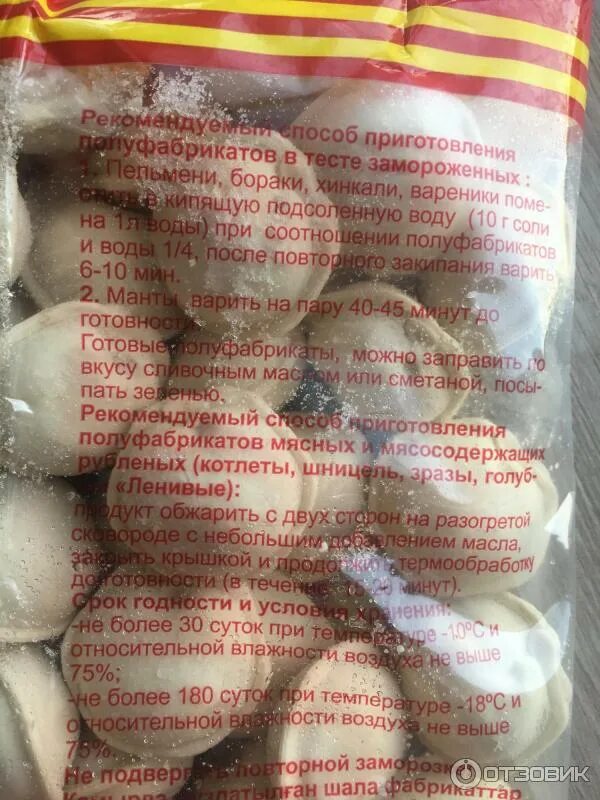 Рекомендуемый способ приготовления
полуфабрикатов в тесте замороженных :
1. Пельмени, бораки, хинкали, вареники поме-
стить в кипящую подсоленную воду (10 г соли
на 1л воды) при соотношении полуфабрикатов
и воды 1/4, после повторного закипания варить
6-10 мин.
2. Манты варить на пару 40-45 минут до
готовности.
Готовые полуфабрикаты, можно заправить по
вкусу сливочным маслом или сметаной, посы-
пать зеленью.
Рекомендуемый способ приготовления
полуфабрикатов мясных и мясосодержащих
рубленых (котлеты, шницель, зразы, голуб-
«Ленивые):
продукт обжарить с двух сторон на разогретой
сковороде с небольшим добавлением масла,
закрыть крышкой и продолжить термообработку
до готовности (в течение минут).
Срок годности и условия хранения:
-не более 30 суток при температуре -10°С и
относительной влажности воздуха не выше
75%;
-не более 180 суток при температуре -18°С и
относительной влажности воздуха не выше
75%.
Не подвергать повторной
шала фабрикаттар
ОТЗОВИК